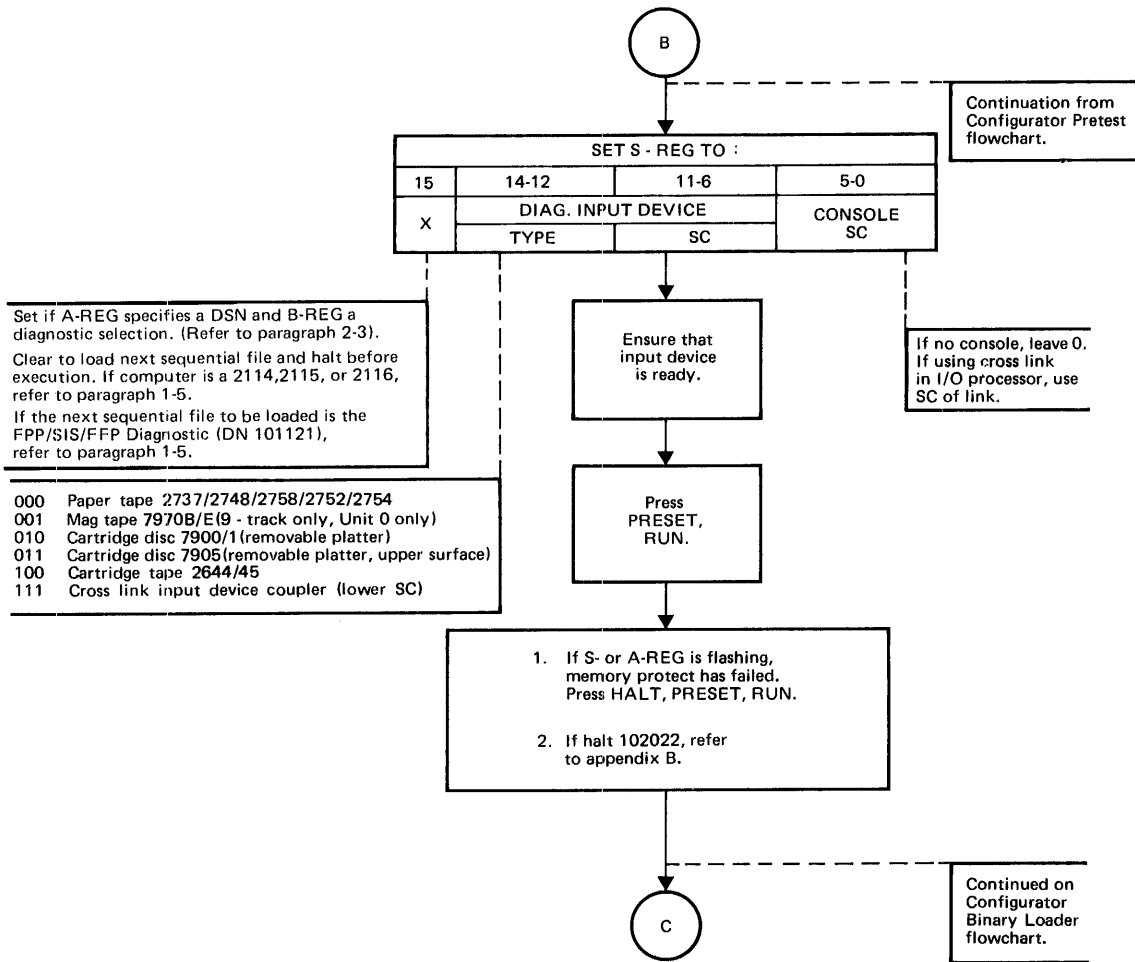 B
Continuation from
Configurator Pretest
flowchart.
SET S - REG TO :
15 14-12 11-6 5-0
X DIAG. INPUT DEVICE CONSOLE
SC
TYPE SC
Set if A-REG specifies a DSN and B-REG a
diagnostic selection. (Refer to paragraph 2-3).
Clear to load next sequential file and halt before
execution. If computer is a 2114,2115, or 2116,
refer to paragraph 1-5.
If the next sequential file to be loaded is the
FPP/SIS/FFP Diagnostic (DN 101121),
refer to paragraph 1-5.
Ensure that
input device
is ready.
If no console, leave 0.
If using cross link
in I/O processor, use
SC of link.
000 Paper tape 2737/2748/2758/2752/2754
001 Mag tape 7970B/E(9 - track only, Unit 0 only)
010 Cartridge disc 7900/1(removable platter)
011 Cartridge disc 7905(removable platter, upper surface)
100 Cartridge tape 2644/45
111 Cross link input device coupler (lower SC)
Press
PRESET,
RUN.
1. If S- or A-REG is flashing,
memory protect has failed.
Press HALT, PRESET, RUN.
2. If halt 102022, refer
to appendix B.
Continued on
Configurator
Binary Loader
flowchart.
C